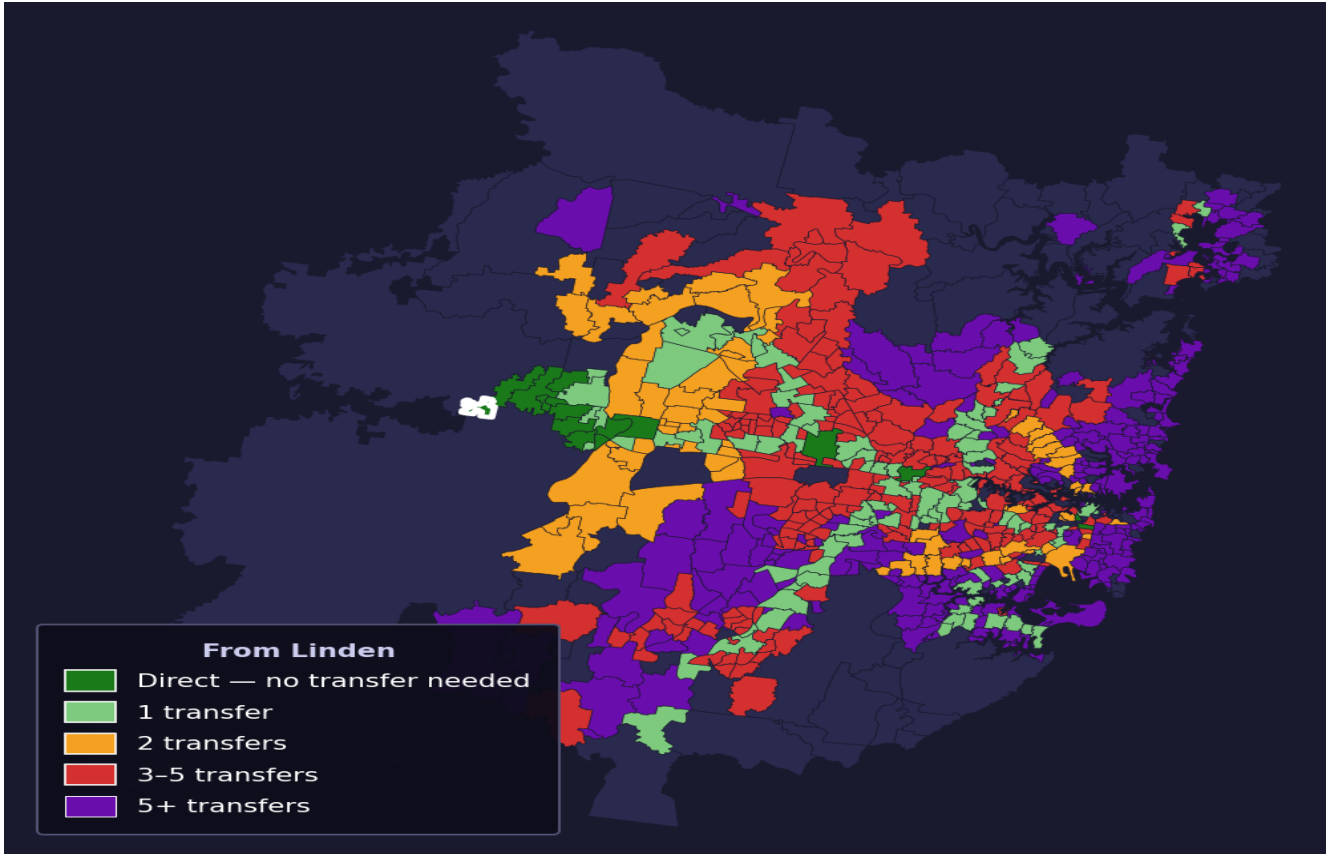 From Linden
Direct — no transfer needed
1 transfer
2 transfers
3–5 transfers
5+ transfers